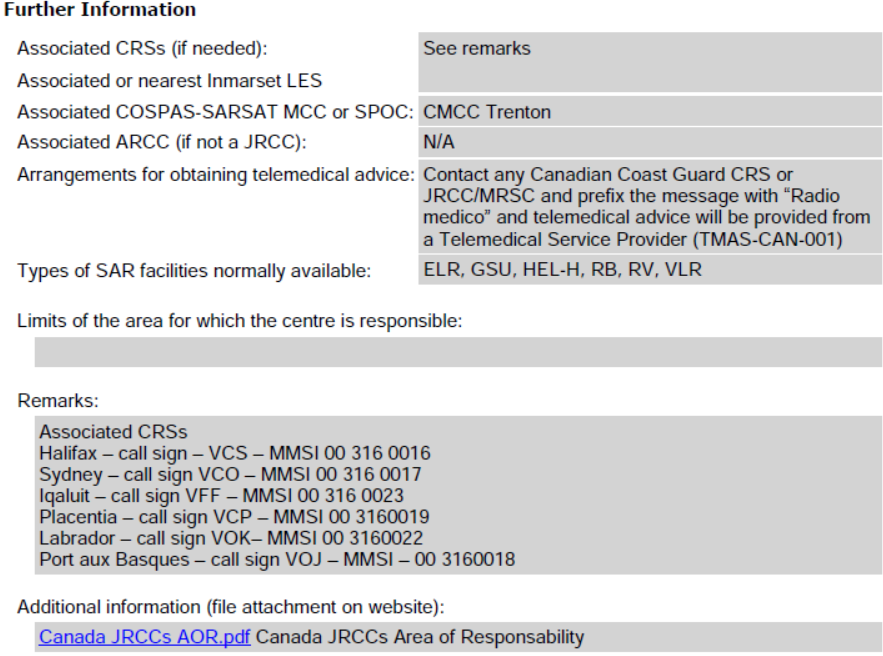 Further Information
Associated CRSs (if needed): See remarks
Associated or nearest Inmarset LES
Associated COSPAS-SARSAT MCC or SPOC: CMCC Trenton
Associated ARCC (if not a JRCC): N/A
Arrangements for obtaining telemedical advice: Contact any Canadian Coast Guard CRS or
JRCC/MRSC and prefix the message with “Radio
medico” and telemedical advice will be provided from
a Telemedical Service Provider (TMAS-CAN-001)
Types of SAR facilities normally available: ELR, GSU, HEL-H, RB, RV, VLR
Limits of the area for which the centre is responsible:
Remarks:
Associated CRSs
Halifax – call sign – VCS – MMSI 00 316 0016
Sydney – call sign VCO – MMSI 00 316 0017
Iqaluit – call sign VFF – MMSI 00 316 0023
Placentia – call sign VCP – MMSI 00 3160019
Labrador – call sign VOK– MMSI 00 3160022
Port aux Basques – call sign VOJ – MMSI – 00 3160018
Additional information (file attachment on website):
Canada JRCCs AOR.pdf Canada JRCCs Area of Responsability